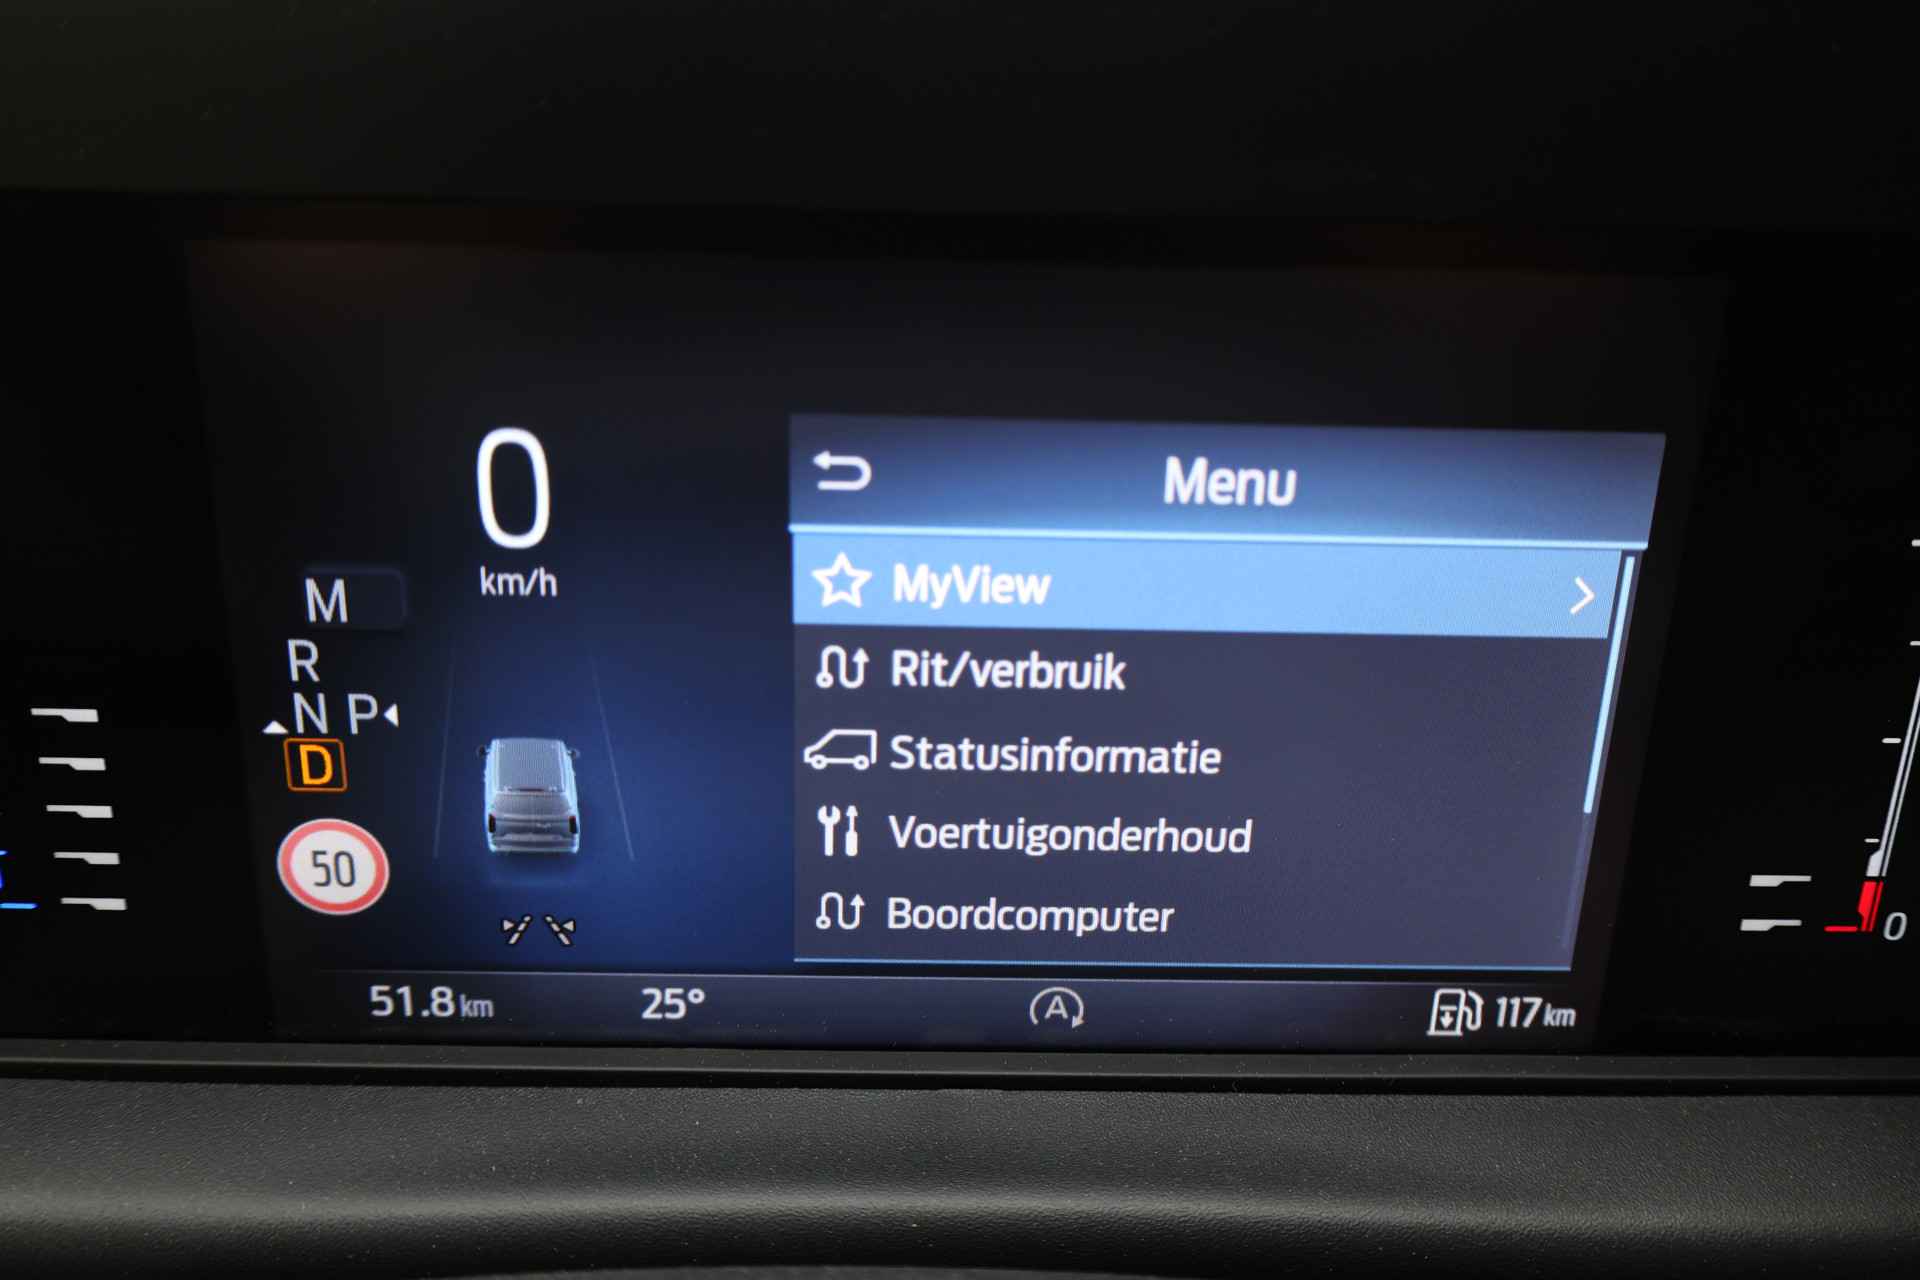 0
km/h
M
R
N P
D
50
Menu
MyView
Rit/verbruik
Statusinformatie
Voertuigonderhoud
Boordcomputer
51.8 km
25°
A
117 km
0